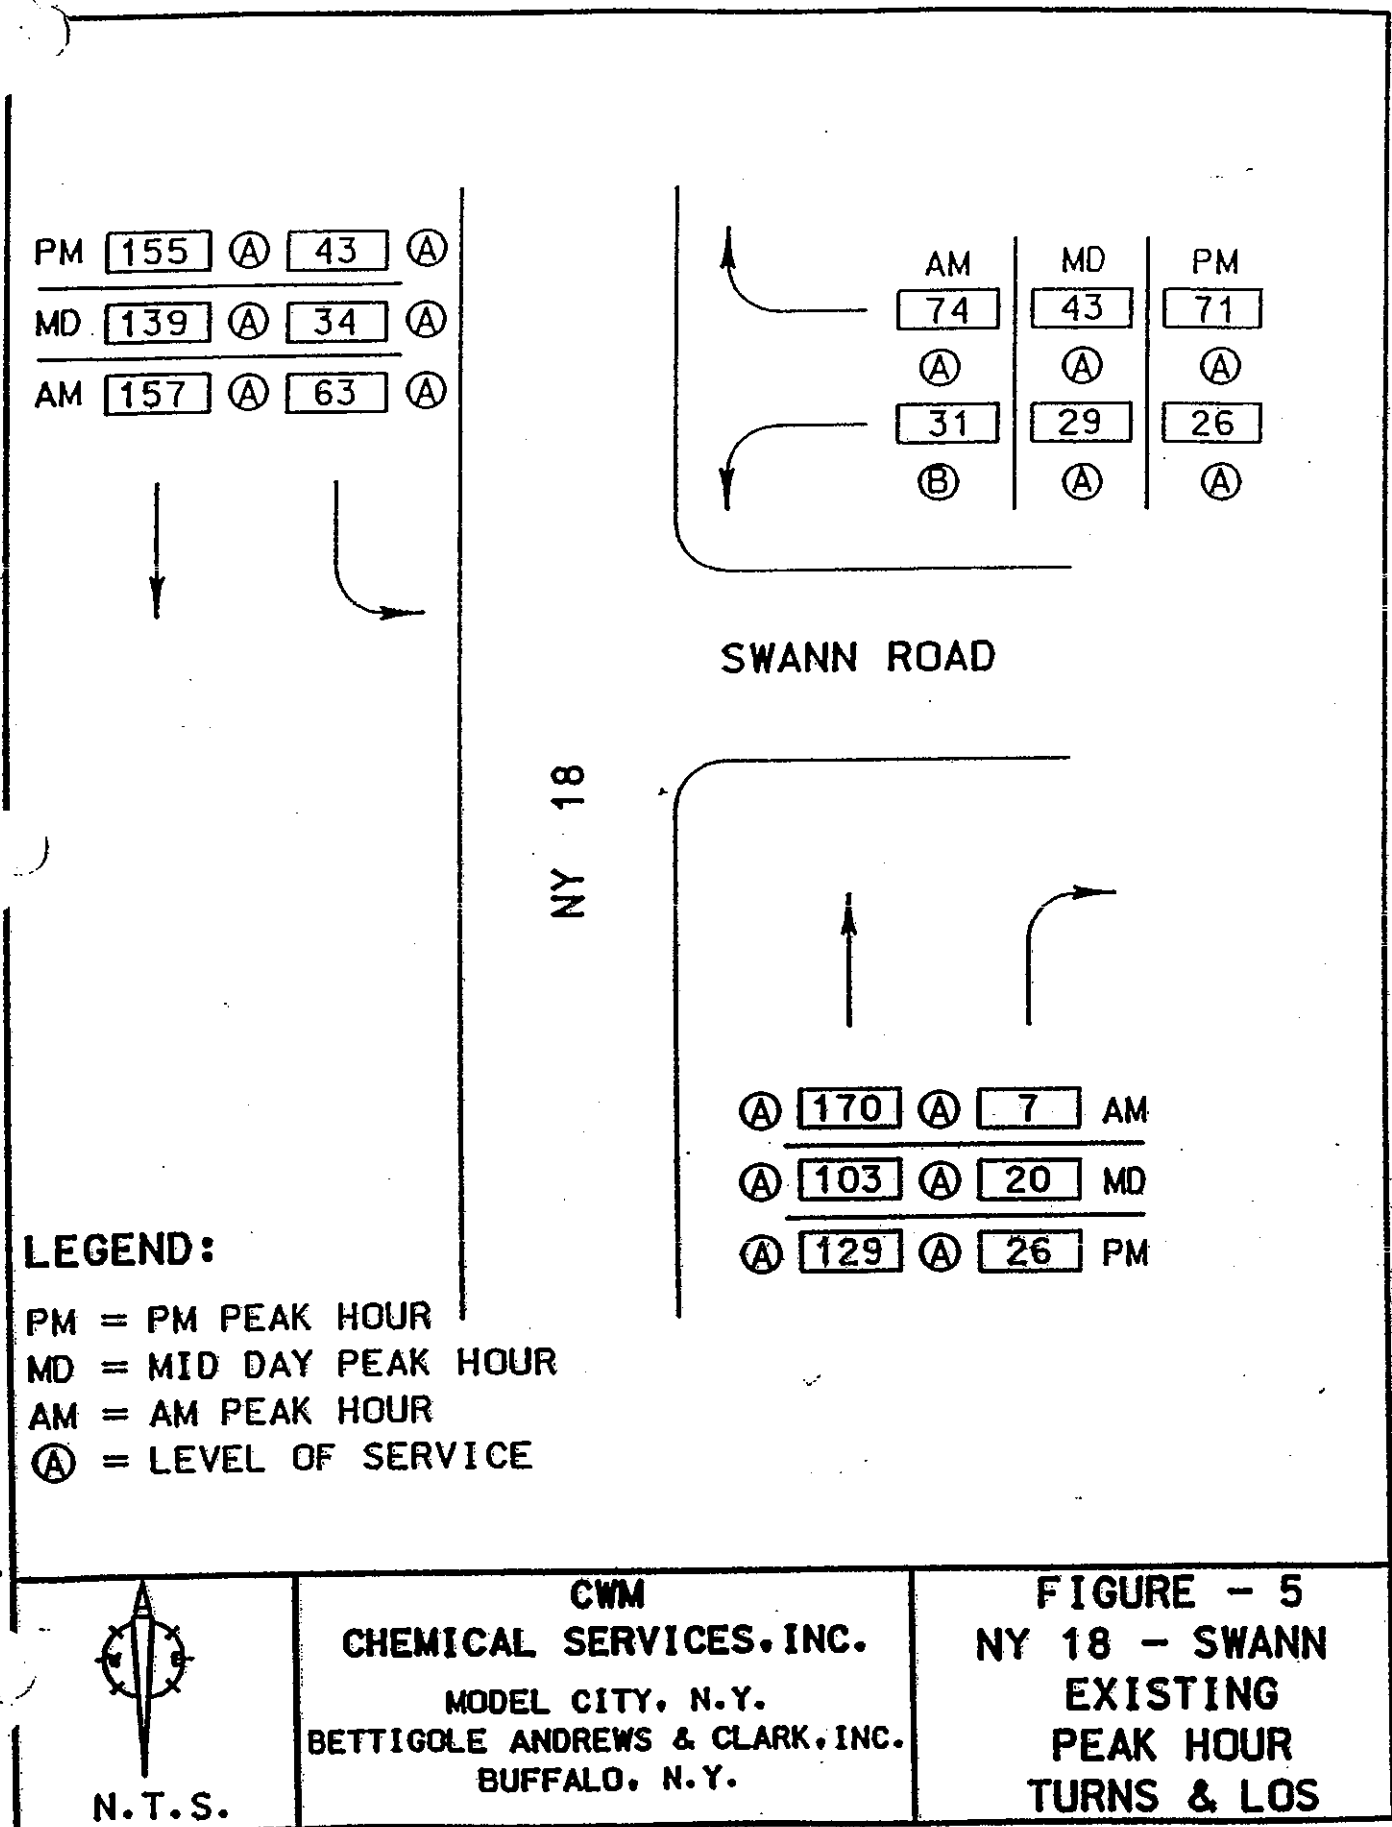 PM 155 A 43 A
MD 139 A 34 A
AM 157 A 63 A
AM MD PM
74 43 71
A A A
31 29 26
B A A
SWANN ROAD
NY 18
A 170 A 7 AM
A 103 A 20 MD
A 129 A 26 PM
LEGEND:
PM = PM PEAK HOUR
MD = MID DAY PEAK HOUR
AM = AM PEAK HOUR
A = LEVEL OF SERVICE
N.T.S.
CWM
CHEMICAL SERVICES, INC.
MODEL CITY, N.Y.
BETTIGOLE ANDREWS & CLARK, INC.
BUFFALO, N.Y.
FIGURE - 5
NY 18 - SWANN
EXISTING
PEAK HOUR
TURNS & LOS